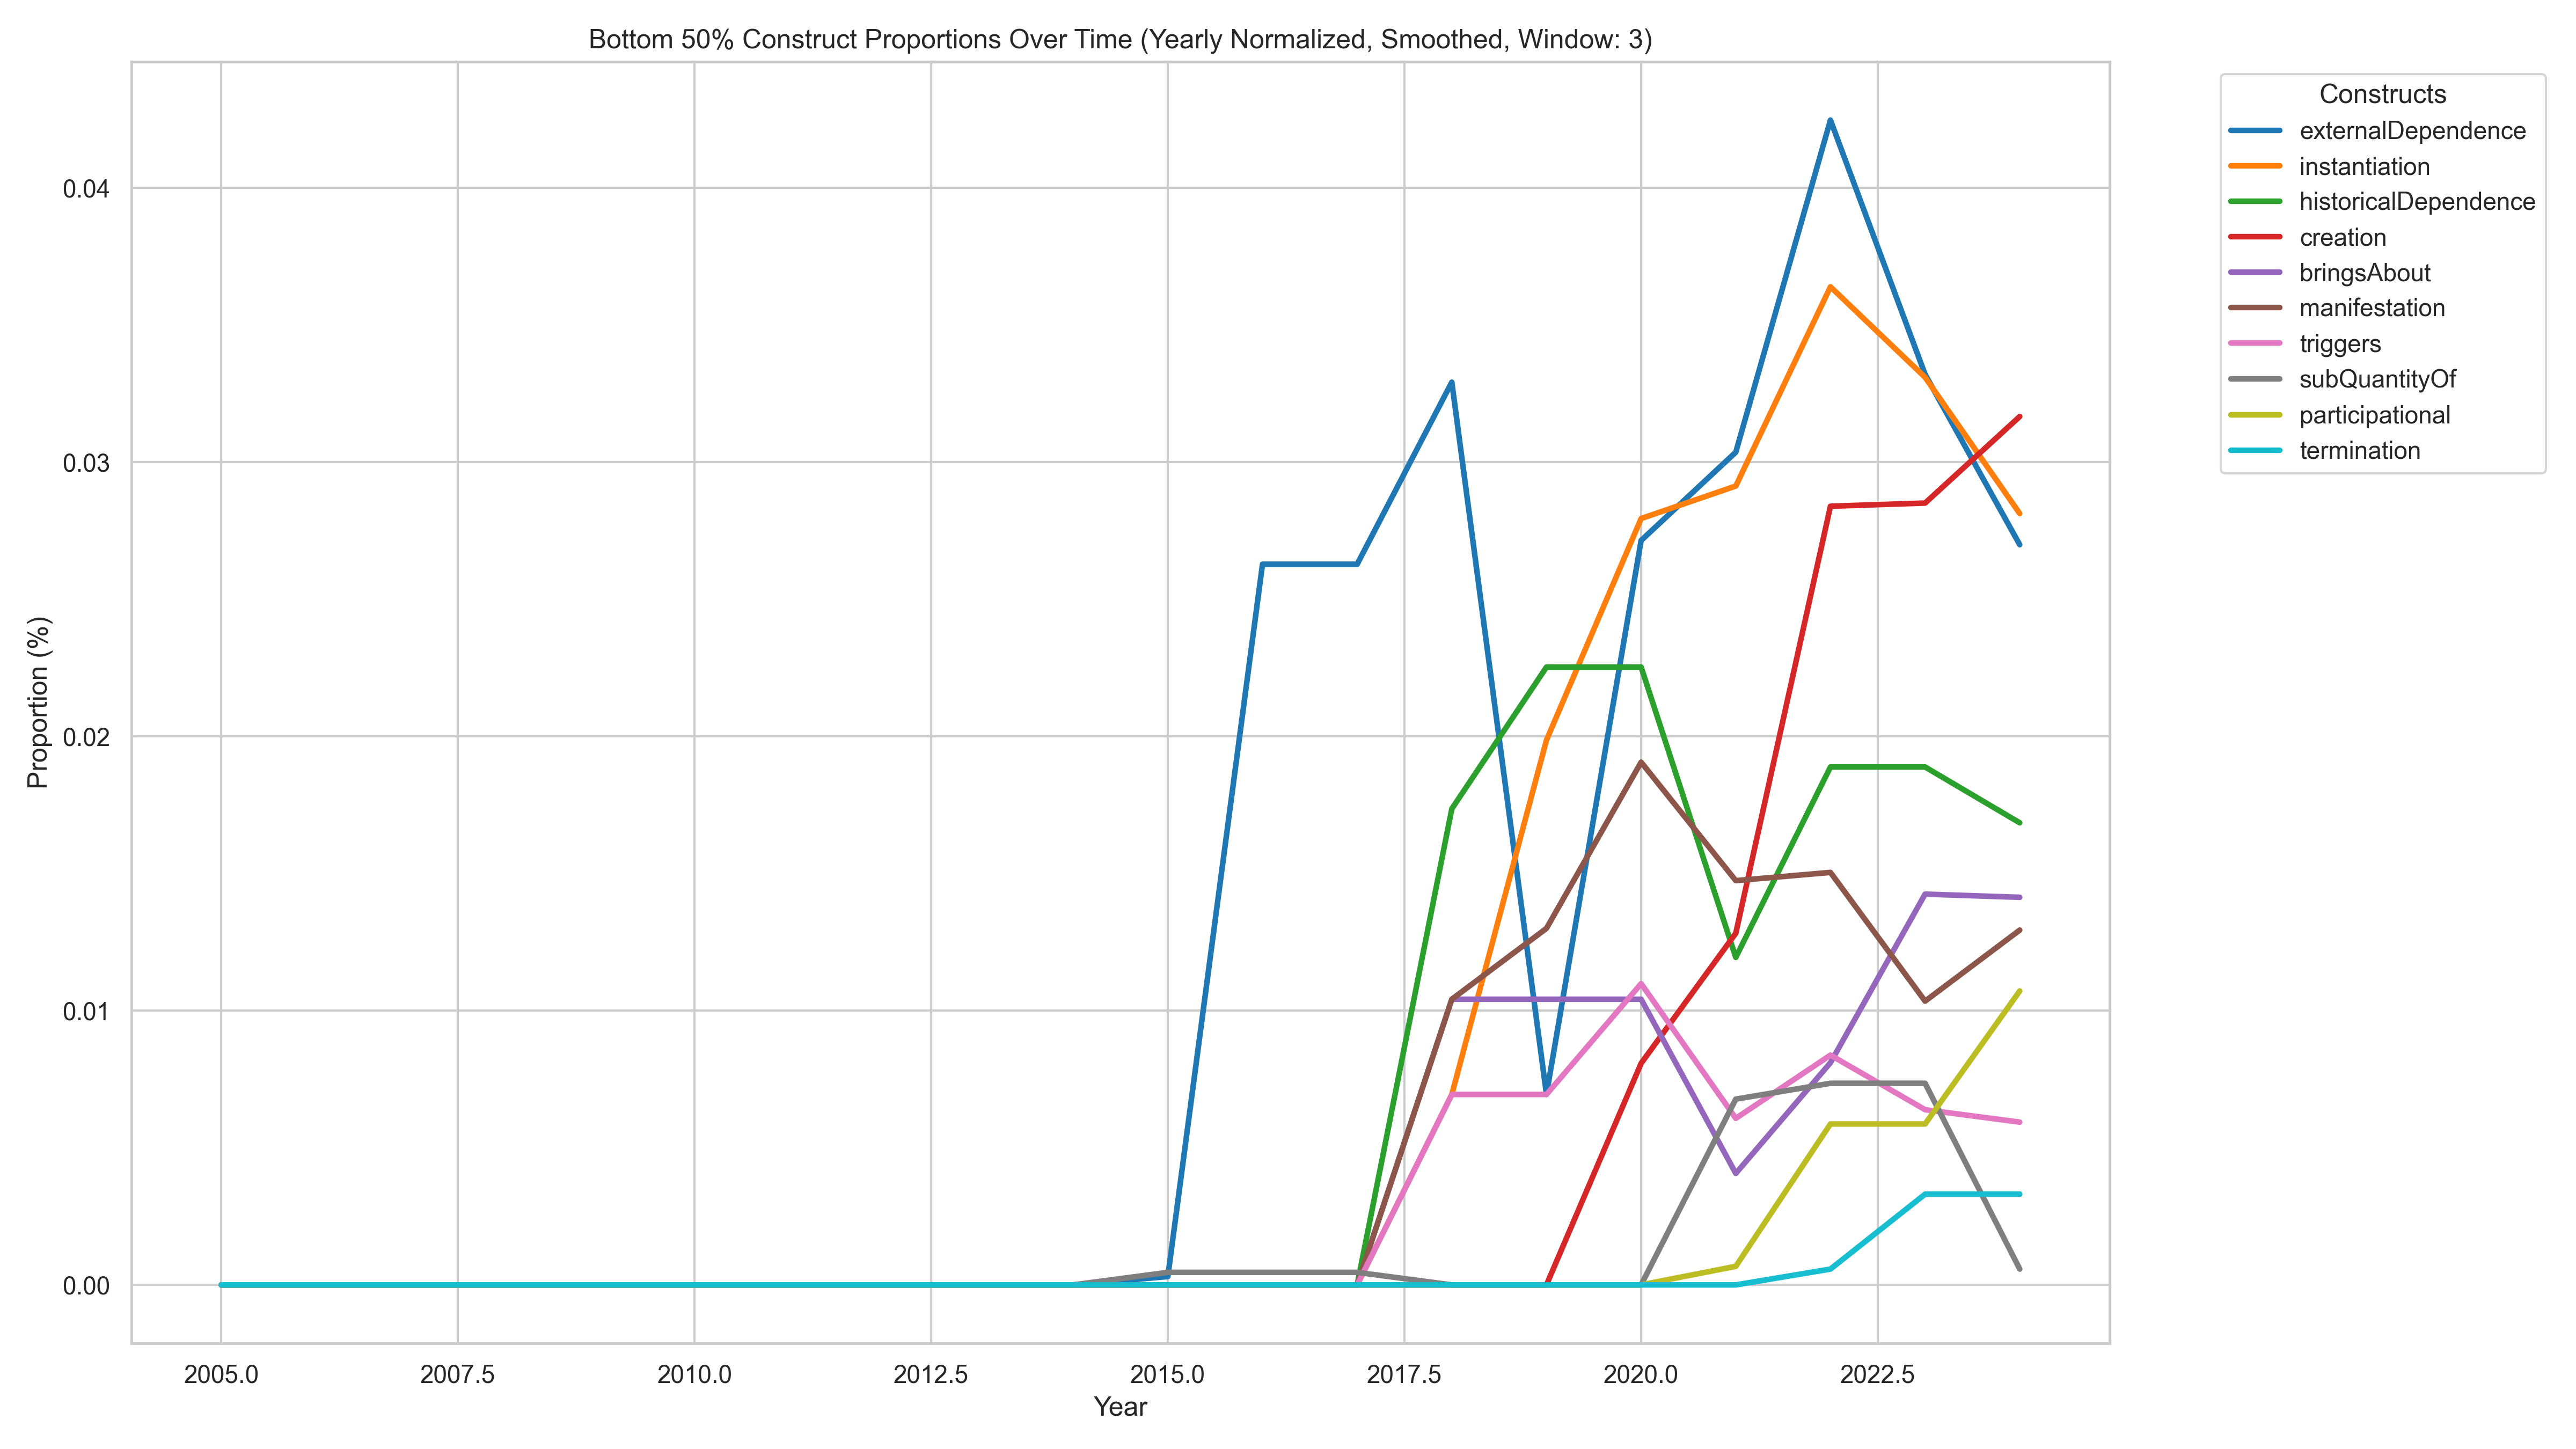 Bottom 50% Construct Proportions Over Time (Yearly Normalized, Smoothed, Window: 3)
Constructs
externalDependence
instantiation
historicalDependence
creation
bringsAbout
manifestation
triggers
subQuantityOf
participational
termination
Proportion (%)
0.04
0.03
0.02
0.01
0.00
2005.0 2007.5 2010.0 2012.5 2015.0 2017.5 2020.0 2022.5
Year